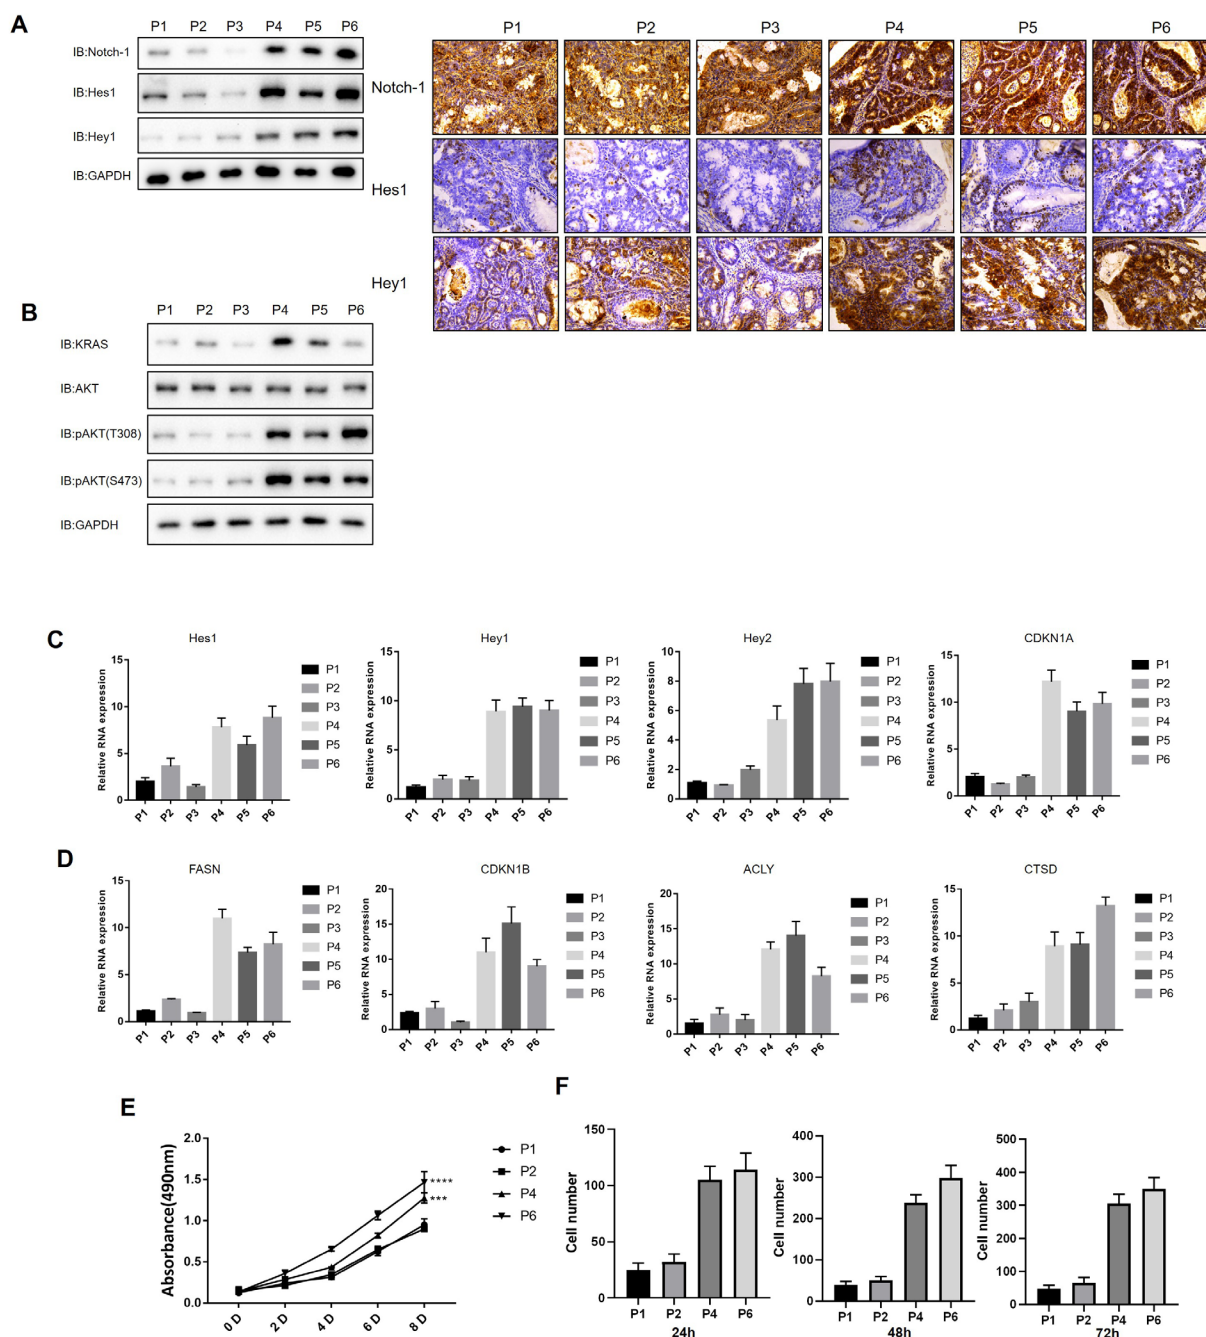 A
P1 P2 P3 P4 P5 P6
IB:Notch-1
IB:Hes1
IB:Hey1
IB:GAPDH
P1 P2 P3 P4 P5 P6
Notch-1
Hes1
Hey1
B
P1 P2 P3 P4 P5 P6
IB:KRAS
IB:AKT
IB:pAKT(T308)
IB:pAKT(S473)
IB:GAPDH
C
Hes1
Relative RNA expression
15
10
5
0
P1 P2 P3 P4 P5 P6
P1
P2
P3
P4
P5
P6
Hey1
Relative RNA expression
15
10
5
0
P1 P2 P3 P4 P5 P6
P1
P2
P3
P4
P5
P6
Hey2
Relative RNA expression
10
8
6
4
2
0
P1 P2 P3 P4 P5 P6
P1
P2
P3
P4
P5
P6
CDKN1A
Relative RNA expression
15
10
5
0
P1 P2 P3 P4 P5 P6
P1
P2
P3
P4
P5
P6
D
FASN
Relative RNA expression
15
10
5
0
P1 P2 P3 P4 P5 P6
P1
P2
P3
P4
P5
P6
CDKN1B
Relative RNA expression
20
15
10
5
0
P1 P2 P3 P4 P5 P6
P1
P2
P3
P4
P5
P6
ACLY
Relative RNA expression
20
15
10
5
0
P1 P2 P3 P4 P5 P6
P1
P2
P3
P4
P5
P6
CTSD
Relative RNA expression
15
10
5
0
P1 P2 P3 P4 P5 P6
P1
P2
P3
P4
P5
P6
E
Absorbance(490nm)
2.0
1.5
1.0
0.5
0.0
0 D 2 D 4 D 6 D 8 D
****
***
P1
P2
P4
P6
F
Cell number
150
100
50
0
P1 P2 P4 P6
24h
Cell number
400
300
200
100
0
P1 P2 P4 P6
48h
Cell number
500
400
300
200
100
0
P1 P2 P4 P6
72h